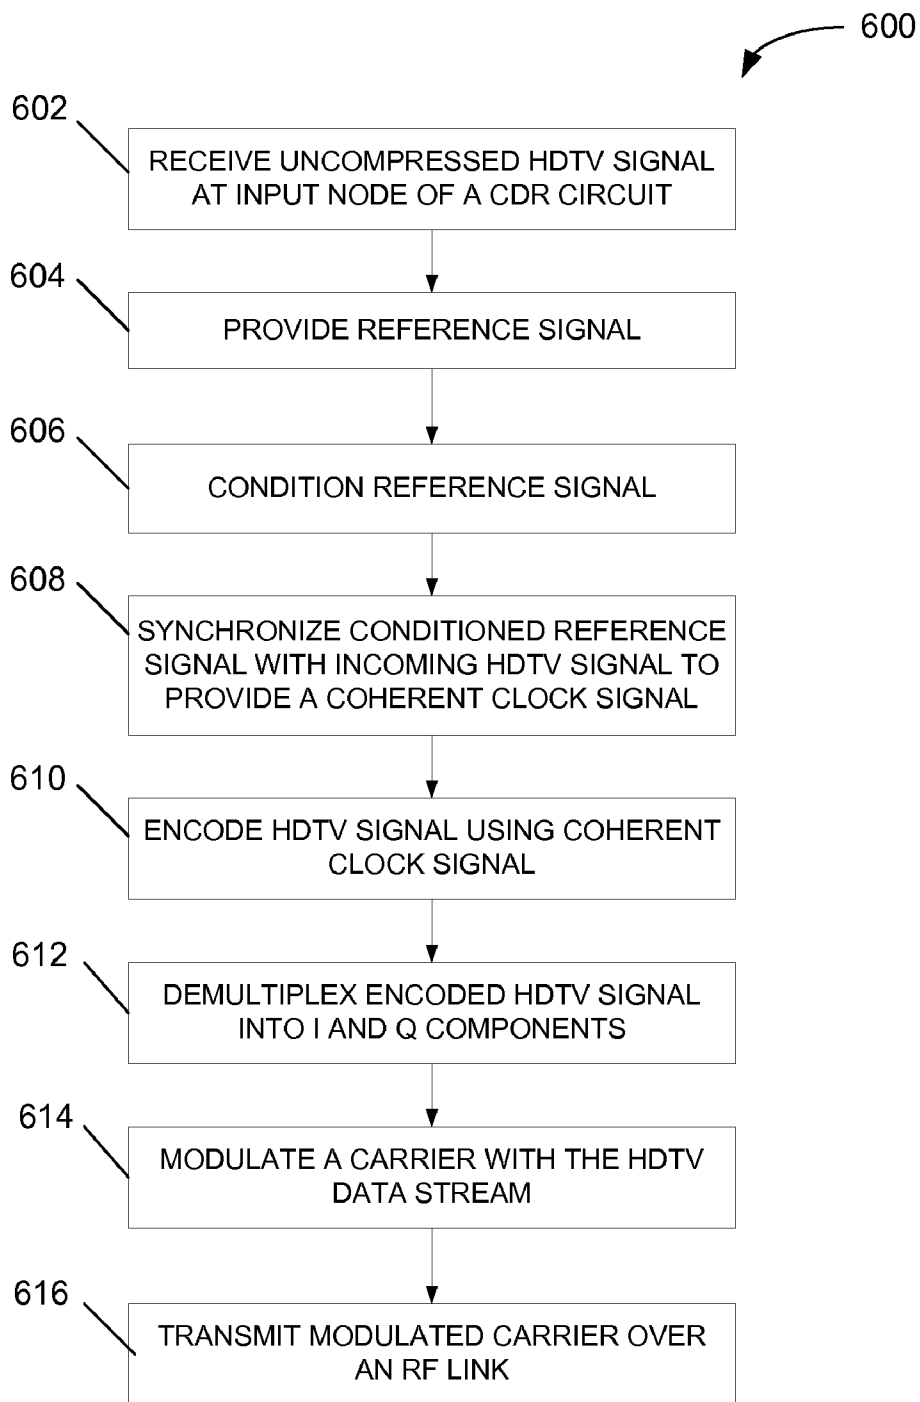 600
602
RECEIVE UNCOMPRESSED HDTV SIGNAL
AT INPUT NODE OF A CDR CIRCUIT
604
PROVIDE REFERENCE SIGNAL
606
CONDITION REFERENCE SIGNAL
608
SYNCHRONIZE CONDITIONED REFERENCE
SIGNAL WITH INCOMING HDTV SIGNAL TO
PROVIDE A COHERENT CLOCK SIGNAL
610
ENCODE HDTV SIGNAL USING COHERENT
CLOCK SIGNAL
612
DEMULTIPLEX ENCODED HDTV SIGNAL
INTO I AND Q COMPONENTS
614
MODULATE A CARRIER WITH THE HDTV
DATA STREAM
616
TRANSMIT MODULATED CARRIER OVER
AN RF LINK